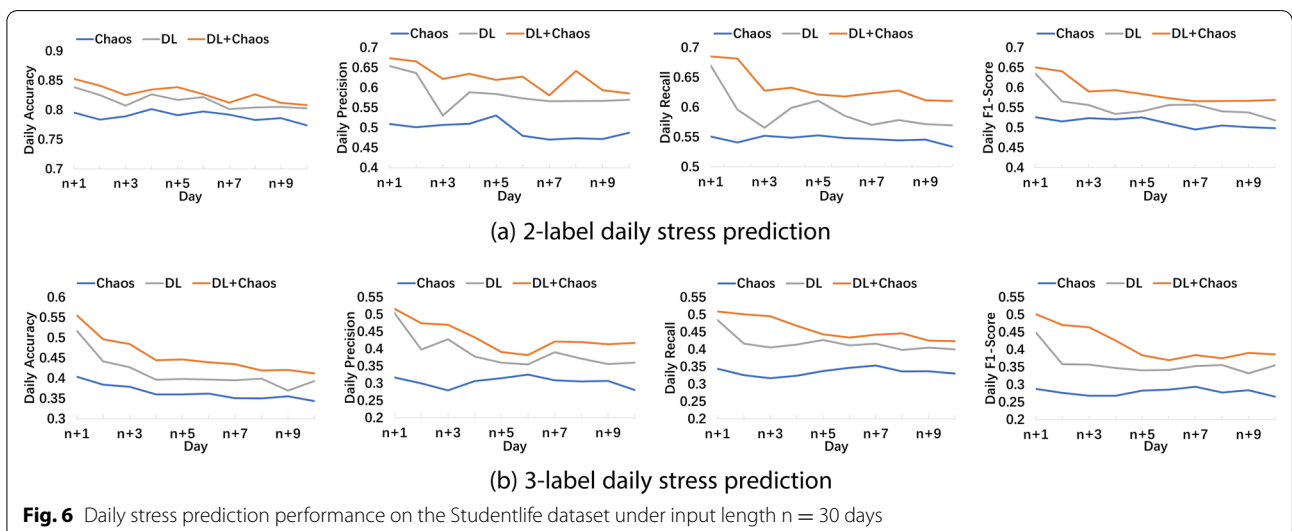 Chaos DL DL+Chaos
Daily Accuracy
0.9
0.85
0.8
0.75
0.7
n+1 n+3 n+5 n+7 n+9
Day
Chaos DL DL+Chaos
Daily Precision
0.7
0.65
0.6
0.55
0.5
0.45
0.4
n+1 n+3 n+5 n+7 n+9
Day
Chaos DL DL+Chaos
Daily Recall
0.7
0.65
0.6
0.55
0.5
n+1 n+3 n+5 n+7 n+9
Day
Chaos DL DL+Chaos
Daily F1-Score
0.7
0.65
0.6
0.55
0.5
0.45
0.4
n+1 n+3 n+5 n+7 n+9
Day
(a) 2-label daily stress prediction
Chaos DL DL+Chaos
Daily Accuracy
0.6
0.55
0.5
0.45
0.4
0.35
0.3
n+1 n+3 n+5 n+7 n+9
Day
Chaos DL DL+Chaos
Daily Precision
0.55
0.5
0.45
0.4
0.35
0.3
0.25
0.2
n+1 n+3 n+5 n+7 n+9
Day
Chaos DL DL+Chaos
Daily Recall
0.55
0.5
0.45
0.4
0.35
0.3
0.25
0.2
n+1 n+3 n+5 n+7 n+9
Day
Chaos DL DL+Chaos
Daily F1-Score
0.55
0.5
0.45
0.4
0.35
0.3
0.25
0.2
n+1 n+3 n+5 n+7 n+9
Day
(b) 3-label daily stress prediction
Fig. 6 Daily stress prediction performance on the Studentlife dataset under input length n = 30 days